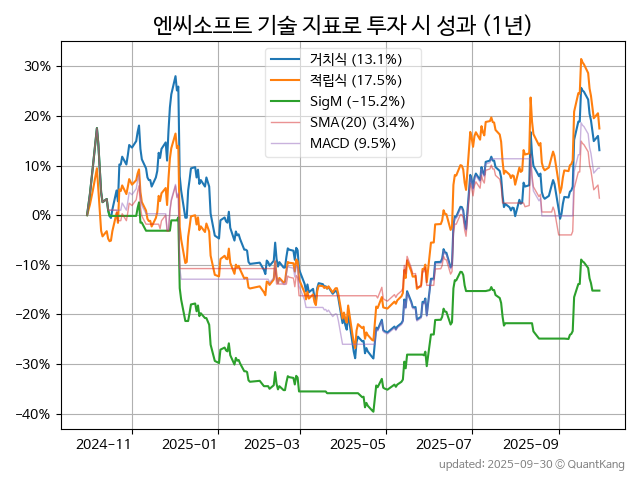 엔씨소프트 기술 지표로 투자 시 성과 (1년)
거치식 (13.1%)
적립식 (17.5%)
SigM (−15.2%)
SMA(20) (3.4%)
MACD (9.5%)
30%
20%
10%
0%
−10%
−20%
−30%
−40%
2024-11 2025-01 2025-03 2025-05 2025-07 2025-09
updated: 2025-09-30 © QuantKang